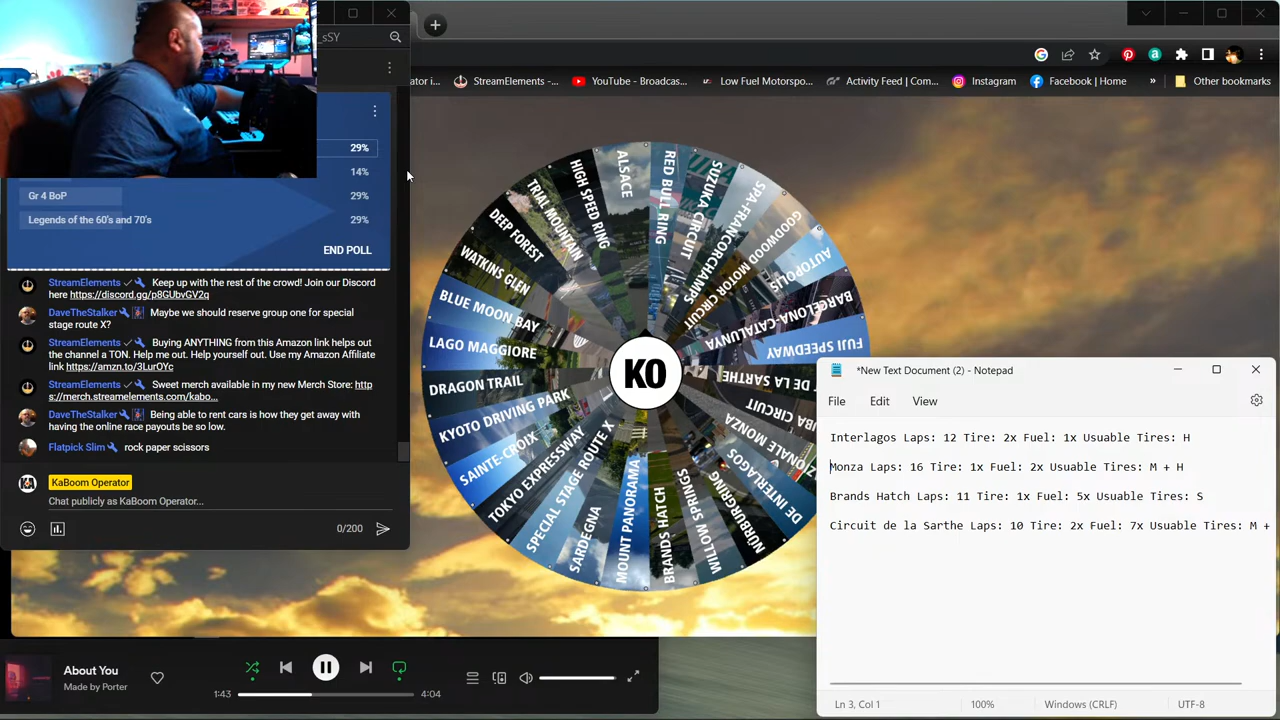 _sSY
ator i...
StreamElements -...
YouTube - Broadcas...
Low Fuel Motorspo...
Activity Feed | Com...
Instagram
Facebook | Home
»
Other bookmarks
29%
14%
Gr 4 BoP 29%
Legends of the 60's and 70's 29%
END POLL
StreamElements Keep up with the rest of the crowd! Join our Discord
here https://discord.gg/p8GUbvGV2q
DaveTheStalker Maybe we should reserve group one for special
stage route X?
StreamElements Buying ANYTHING from this Amazon link helps out
the channel a TON. Help me out. Help yourself out. Use my Amazon Affiliate
link https://amzn.to/3LurOYc
StreamElements Sweet merch available in my new Merch Store: http
s://merch.streamelements.com/kabo...
DaveTheStalker Being able to rent cars is how they get away with
having the online race payouts be so low.
Flatpick Slim rock paper scissors
KaBoom Operator
Chat publicly as KaBoom Operator...
0/200
ALSACE
RED BULL RING
SUZUKA CIRCUIT
SPA-FRANCORCHAMPS
GOODWOOD MOTOR CIRCUIT
AUTOPOLIS
BARCELONA-CATALUNYA
FUJI SPEEDWAY
DE LA SARTHE
BA CIRCUIT
NALE MONZA
DE INTERLAGOS
NÜRBURGRING
WILLOW SPRINGS
BRANDS HATCH
MOUNT PANORAMA
SARDEGNA
SPECIAL STAGE ROUTE X
TOKYO EXPRESSWAY
SAINTE-CROIX
KYOTO DRIVING PARK
DRAGON TRAIL
LAGO MAGGIORE
BLUE MOON BAY
WATKINS GLEN
DEEP FOREST
TRIAL MOUNTAIN
HIGH SPEED RING
KO
*New Text Document (2) - Notepad
File Edit View
Interlagos Laps: 12 Tire: 2x Fuel: 1x Usuable Tires: H
Monza Laps: 16 Tire: 1x Fuel: 2x Usuable Tires: M + H
Brands Hatch Laps: 11 Tire: 1x Fuel: 5x Usuable Tires: S
Circuit de la Sarthe Laps: 10 Tire: 2x Fuel: 7x Usuable Tires: M +
Ln 3, Col 1 100% Windows (CRLF) UTF-8
About You
Made by Porter
1:43 4:04